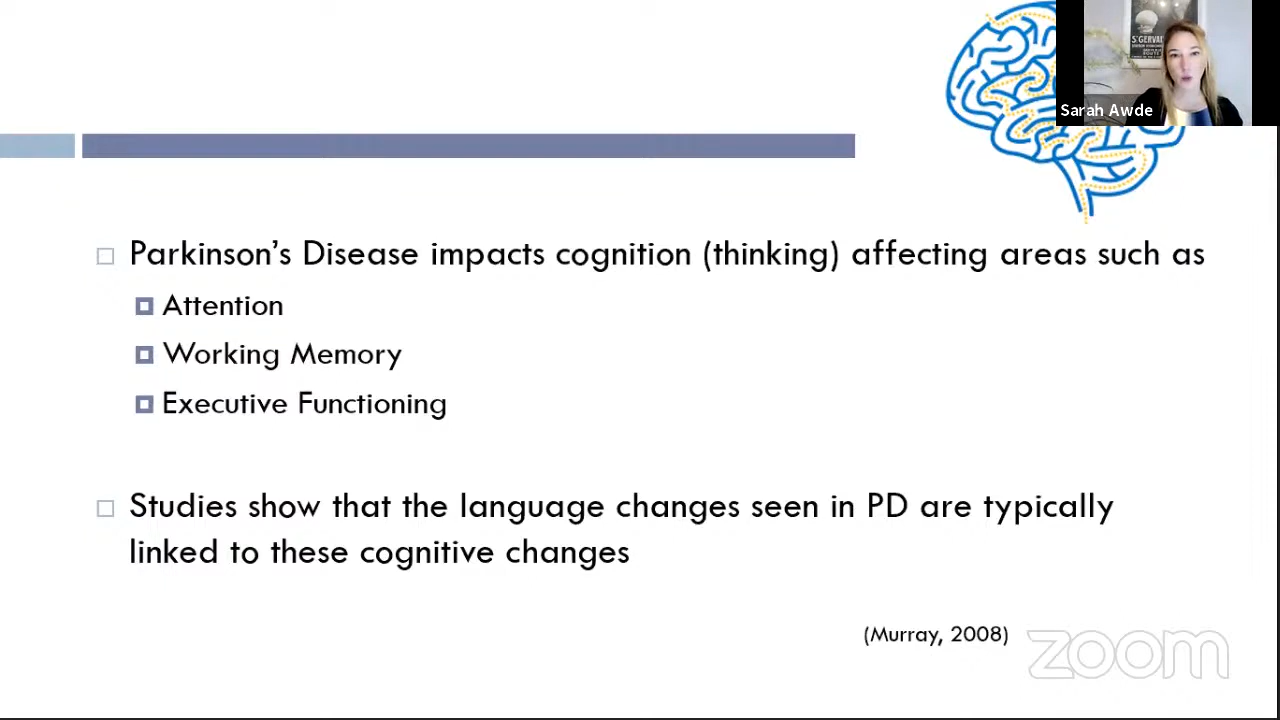 S'GERVAI
Sarah Awde
Parkinson's Disease impacts cognition (thinking) affecting areas such as
Attention
Working Memory
Executive Functioning
Studies show that the language changes seen in PD are typically
linked to these cognitive changes
(Murray, 2008)
zoom